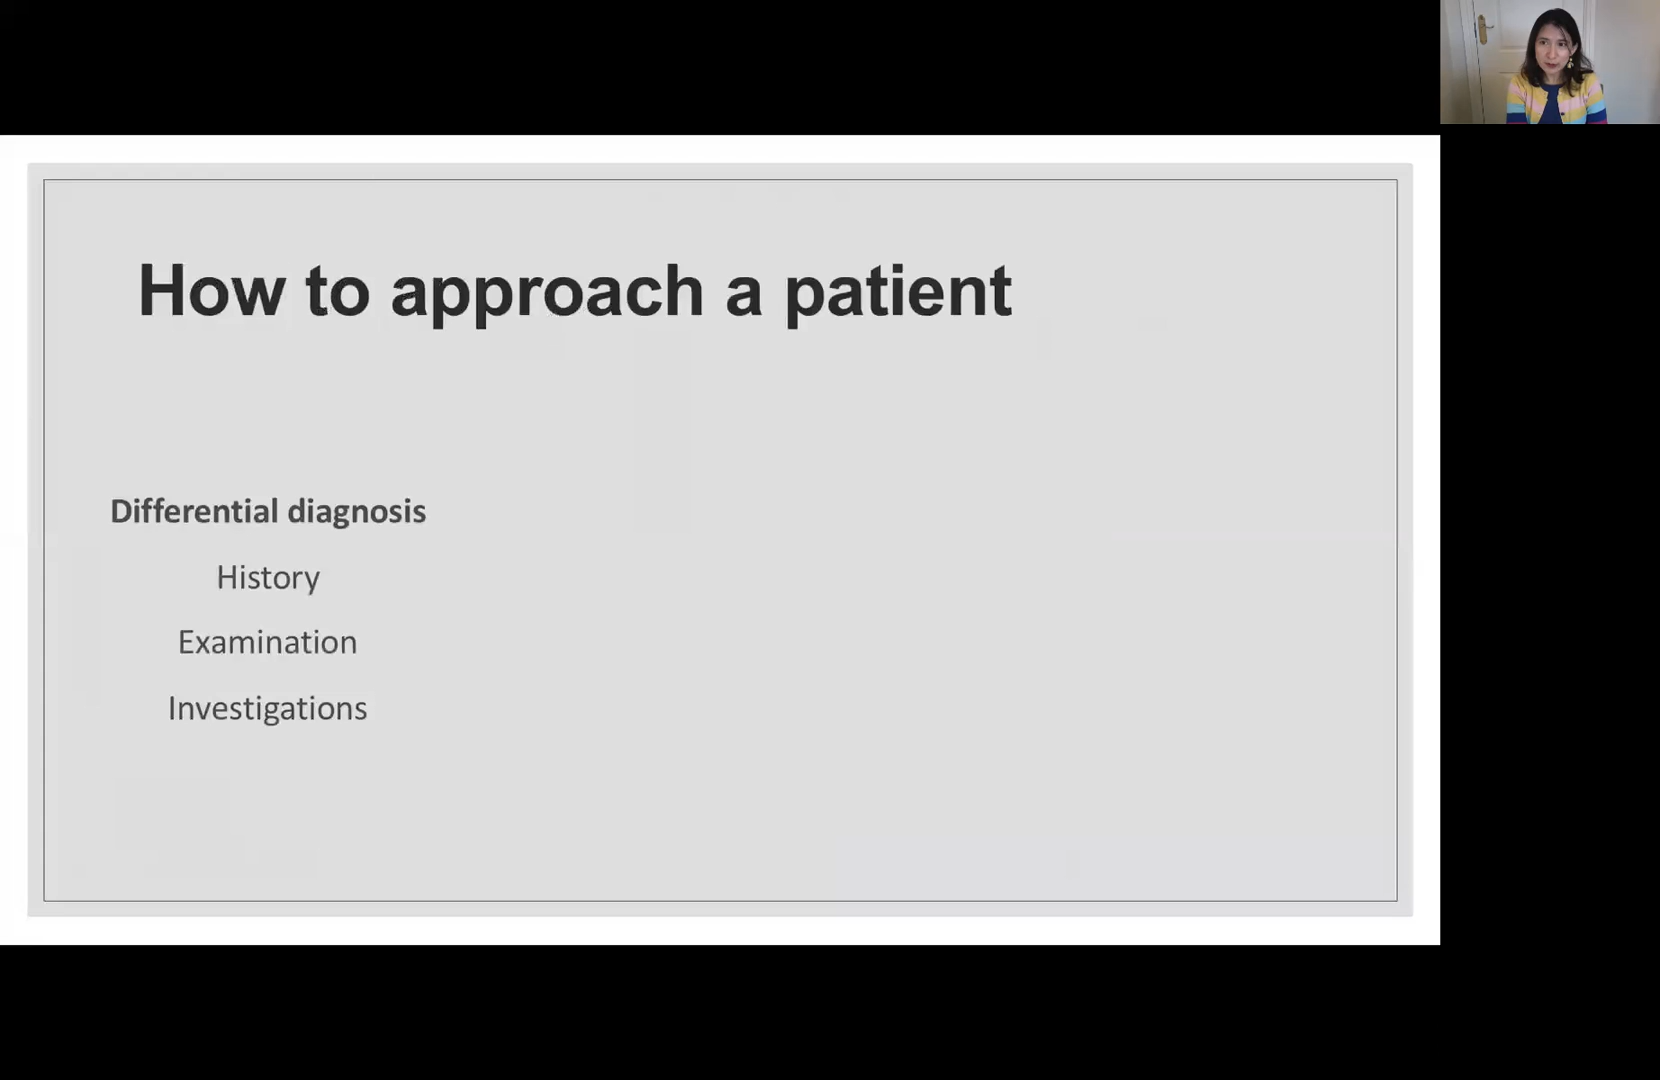 How to approach a patient
Differential diagnosis
History
Examination
Investigations